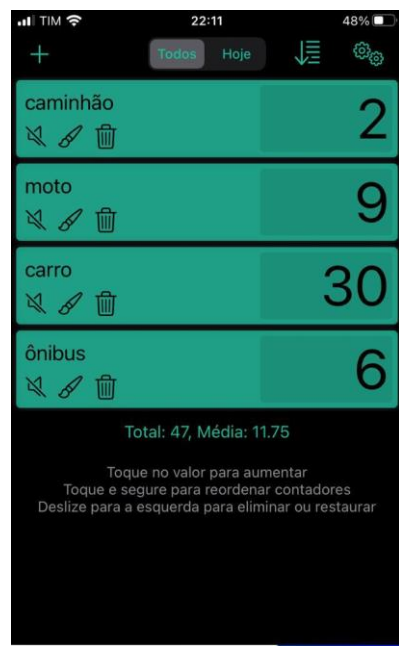 TIM 22:11 48%
+ Todos Hoje
caminhão
2
moto
9
carro
30
ônibus
6
Total: 47, Média: 11.75
Toque no valor para aumentar
Toque e segure para reordenar contadores
Deslize para a esquerda para eliminar ou restaurar